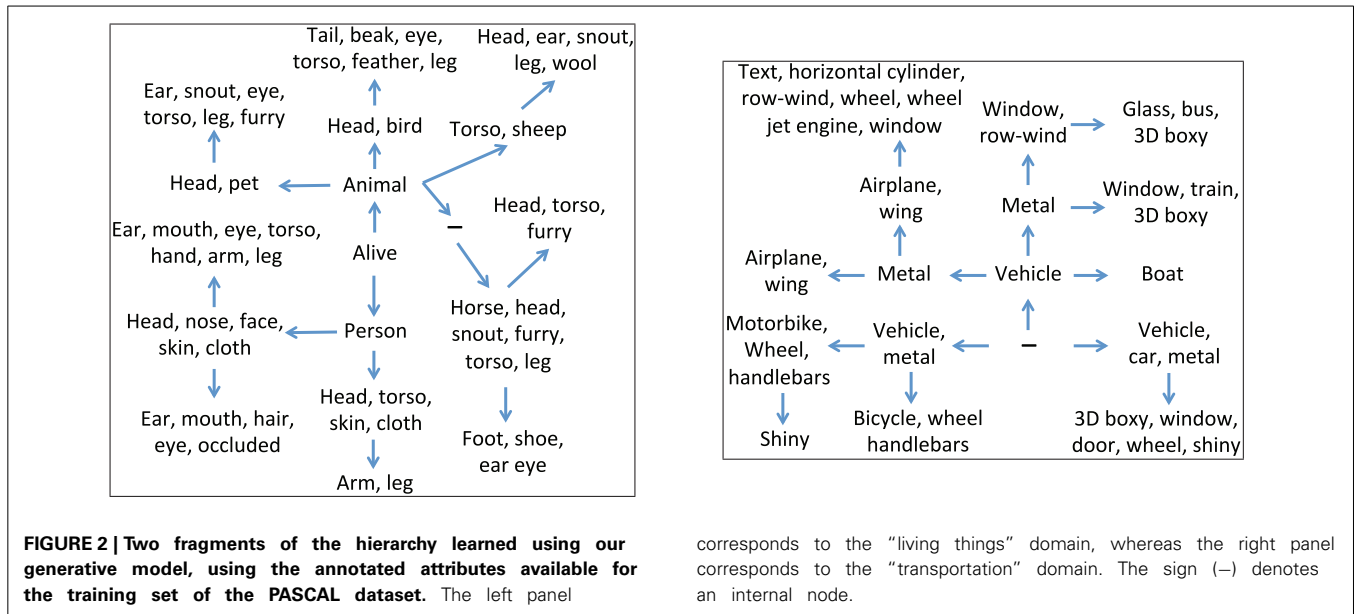 Tail, beak, eye,
torso, feather, leg
Head, ear, snout,
leg, wool
Ear, snout, eye,
torso, leg, furry
Head, bird
Torso, sheep
Head, pet
Animal
Head, torso,
furry
–
Ear, mouth, eye, torso,
hand, arm, leg
Alive
Head, nose, face,
skin, cloth
Person
Horse, head,
snout, furry,
torso, leg
Head, torso,
skin, cloth
Ear, mouth, hair,
eye, occluded
Foot, shoe,
ear eye
Arm, leg
Text, horizontal cylinder,
row-wind, wheel, wheel
jet engine, window
Window,
row-wind
Glass, bus,
3D boxy
Airplane,
wing
Metal
Window, train,
3D boxy
Airplane,
wing
Metal
Vehicle
Boat
Motorbike,
Wheel,
handlebars
Vehicle,
metal
–
Vehicle,
car, metal
Shiny
Bicycle, wheel
handlebars
3D boxy, window,
door, wheel, shiny
FIGURE 2 | Two fragments of the hierarchy learned using our
generative model, using the annotated attributes available for
the training set of the PASCAL dataset. The left panel
corresponds to the “living things” domain, whereas the right panel
corresponds to the “transportation” domain. The sign (–) denotes
an internal node.